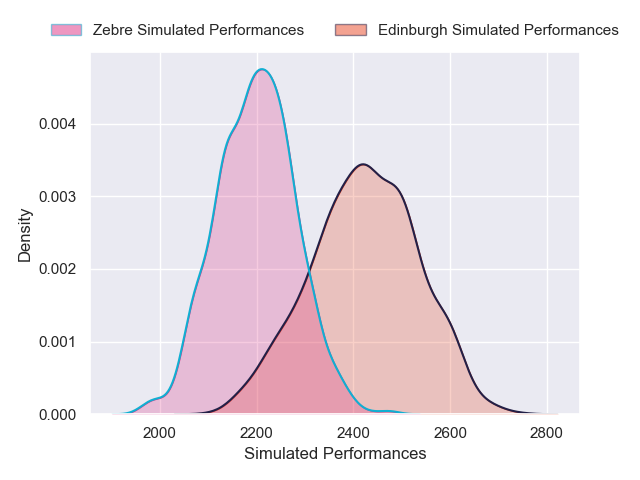 Zebre Simulated Performances Edinburgh Simulated Performances
0.004
0.003
0.002
0.001
0.000
Density
2000 2200 2400 2600 2800
Simulated Performances